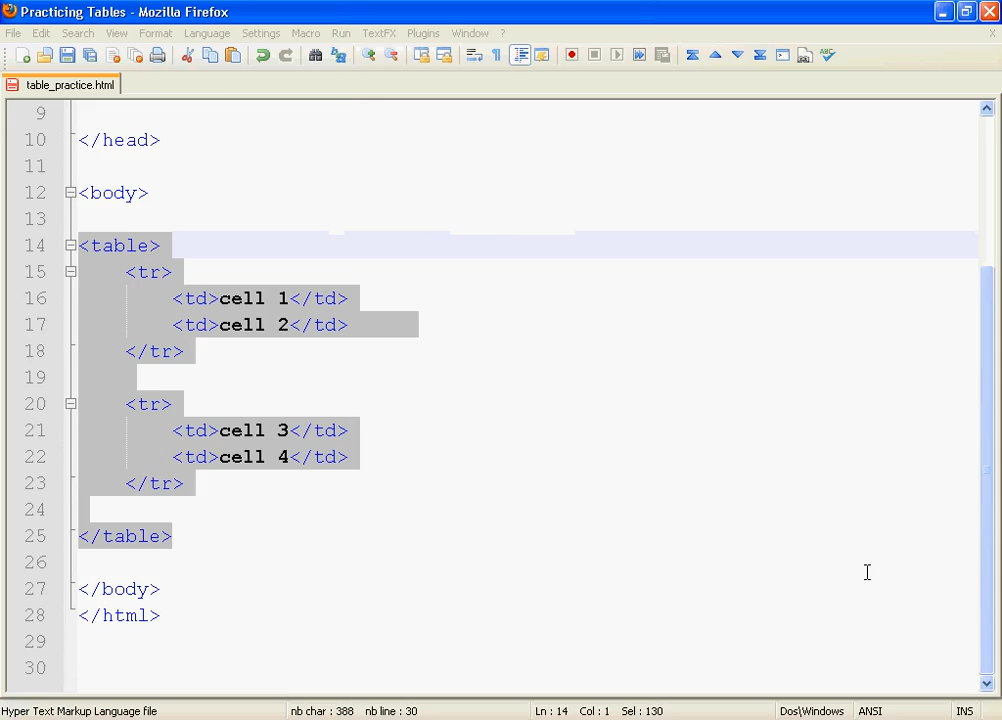 Practicing Tables - Mozilla Firefox
File Edit Search View Format Language Settings Macro Run TextFX Plugins Window ? X
table_practice.html
9
10 </head>
11
12 <body>
13
14 <table>
15 <tr>
16 <td>cell 1</td>
17 <td>cell 2</td>
18 </tr>
19
20 <tr>
21 <td>cell 3</td>
22 <td>cell 4</td>
23 </tr>
24
25 </table>
26
27 </body>
28 </html>
29
30
Hyper Text Markup Language file nb char : 388 nb line : 30 Ln : 14 Col : 1 Sel : 130 Dos\Windows ANSI INS